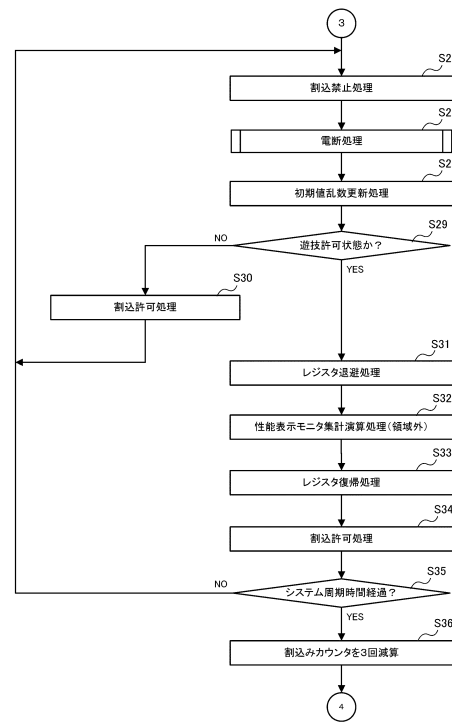 3
S2
割込禁止処理
S2
電断処理
S2
初期値乱数更新処理
S29
遊技許可状態か？
NO
YES
S30
割込許可処理
S31
レジスタ退避処理
S32
性能表示モニタ集計演算処理(領域外)
S33
レジスタ復帰処理
S34
割込許可処理
S35
システム周期時間経過？
NO
YES
S36
割込みカウンタを3回減算
4